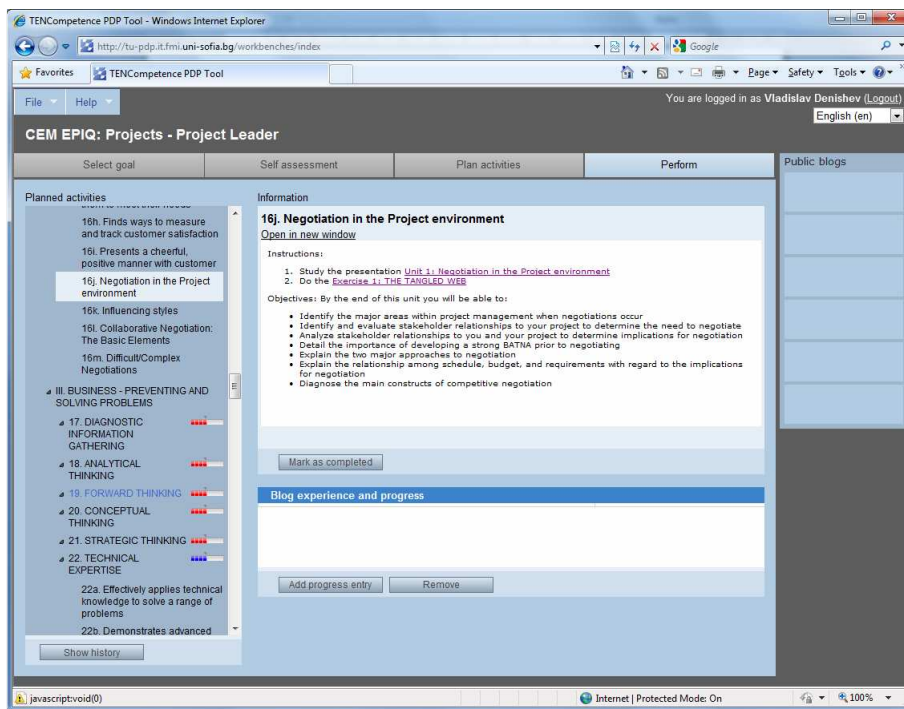 TENCompetence PDP Tool - Windows Internet Explorer
http://tu-pdp.it.fmi.uni-sofia.bg/workbenches/index
Google
Favorites
TENCompetence PDP Tool
Page
Safety
Tools
File
Help
You are logged in as Vladislav Denishev (Logout)
English (en)
CEM EPIQ: Projects - Project Leader
Select goal
Self assessment
Plan activities
Perform
Public blogs
Planned activities
16h. Finds ways to measure
and track customer satisfaction
16i. Presents a cheerful,
positive manner with customer
16j. Negotiation in the Project
environment
16k. Influencing styles
16l. Collaborative Negotiation:
The Basic Elements
16m. Difficult/Complex
Negotiations
III. BUSINESS - PREVENTING AND
SOLVING PROBLEMS
17. DIAGNOSTIC
INFORMATION
GATHERING
18. ANALYTICAL
THINKING
19. FORWARD THINKING
20. CONCEPTUAL
THINKING
21. STRATEGIC THINKING
22. TECHNICAL
EXPERTISE
22a. Effectively applies technical
knowledge to solve a range of
problems
22b. Demonstrates advanced
Show history
Information
16j. Negotiation in the Project environment
Open in new window
Instructions:
1. Study the presentation Unit 1: Negotiation in the Project environment
2. Do the Exercise 1: THE TANGLED WEB
Objectives: By the end of this unit you will be able to:
• Identify the major areas within project management when negotiations occur
• Identify and evaluate stakeholder relationships to your project to determine the need to negotiate
• Analyze stakeholder relationships to you and your project to determine implications for negotiation
• Detail the importance of developing a strong BATNA prior to negotiating
• Explain the two major approaches to negotiation
• Explain the relationship among schedule, budget, and requirements with regard to the implications
for negotiation
• Diagnose the main constructs of competitive negotiation
Mark as completed
Blog experience and progress
Add progress entry
Remove
javascript:void(0)
Internet | Protected Mode: On
100%